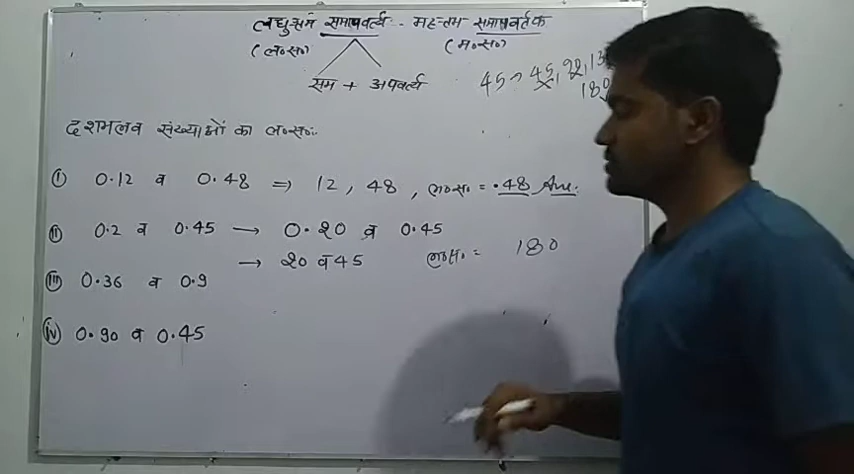 लघुत्तम समापवर्त्य - महत्तम समापवर्तक
(ल०स०) (म०स०)
सम + अपवर्त्य
45 → 45, 90, 13
180
दशमलव संख्याओं का ल०स०:
(i) 0.12 व 0.48 ⇒ 12, 48, ल०स० = .48 Ans.
(ii) 0.2 व 0.45 → 0.20 व 0.45
→ 20 व 45 ल०स० = 180
(iii) 0.36 व 0.9
(iv) 0.90 व 0.45